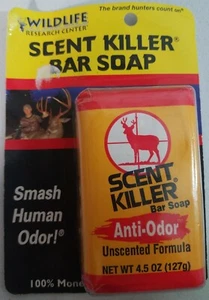 The brand hunters count on
WILDLIFE
RESEARCH CENTER®
SCENT KILLER®
BAR SOAP
SCENT
KILLER
Bar Soap
Anti-Odor
Unscented Formula
NET WT 4.5 OZ (127g)
Smash
Human
Odor!®
100% Mone